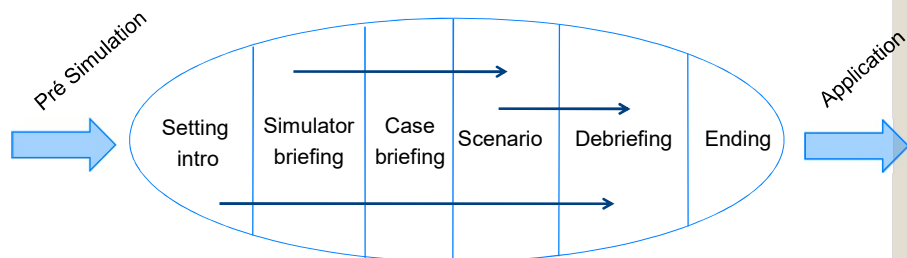 Pré Simulation
Setting
intro
Simulator
briefing
Case
briefing
Scenario
Debriefing
Ending
Application